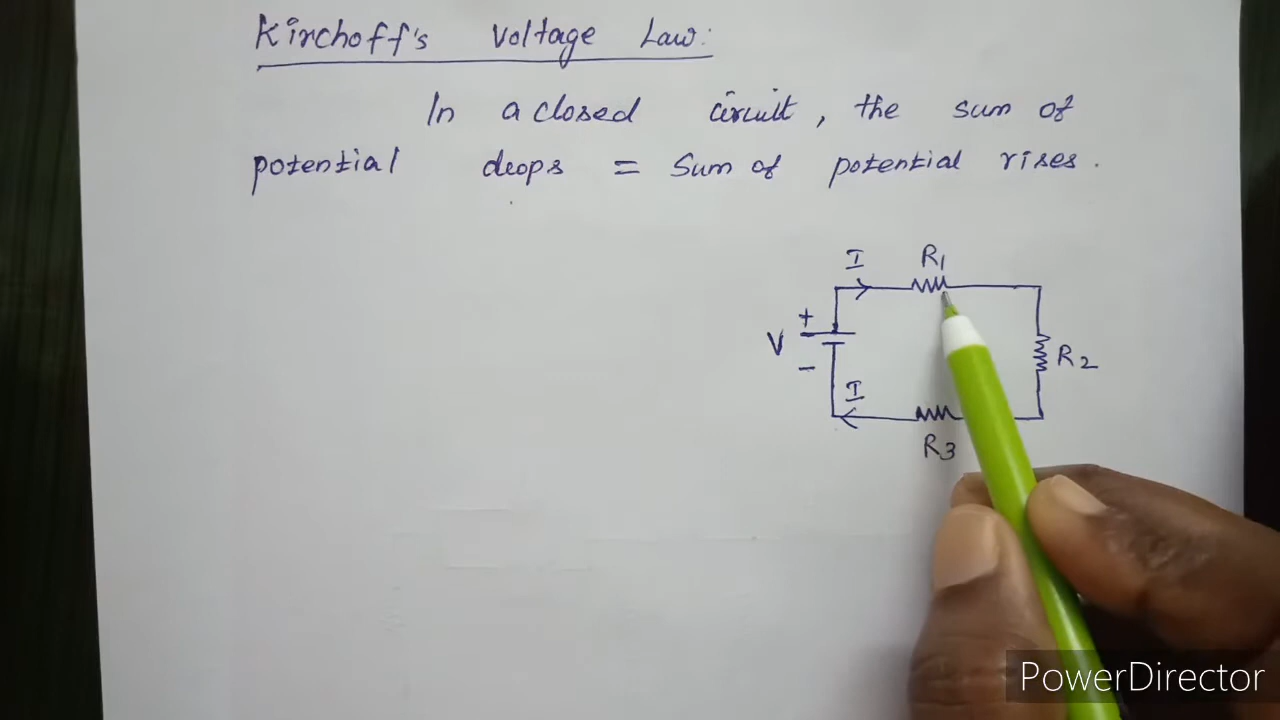 Kirchoff's Voltage Law:
In a closed circuit, the sum of
potential drops = Sum of potential rises.
I R1
+
V
-
R2
I
R3
PowerDirector